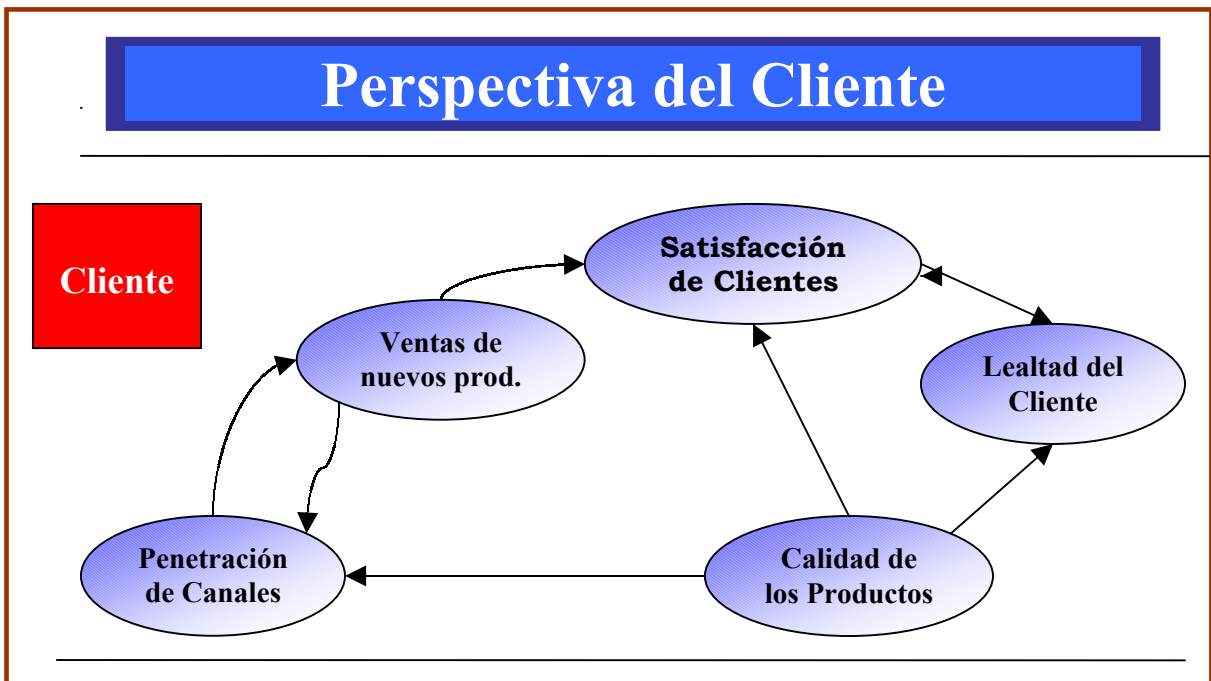 Perspectiva del Cliente
Cliente
Satisfacción
de Clientes
Ventas de
nuevos prod.
Lealtad del
Cliente
Penetración
de Canales
Calidad de
los Productos